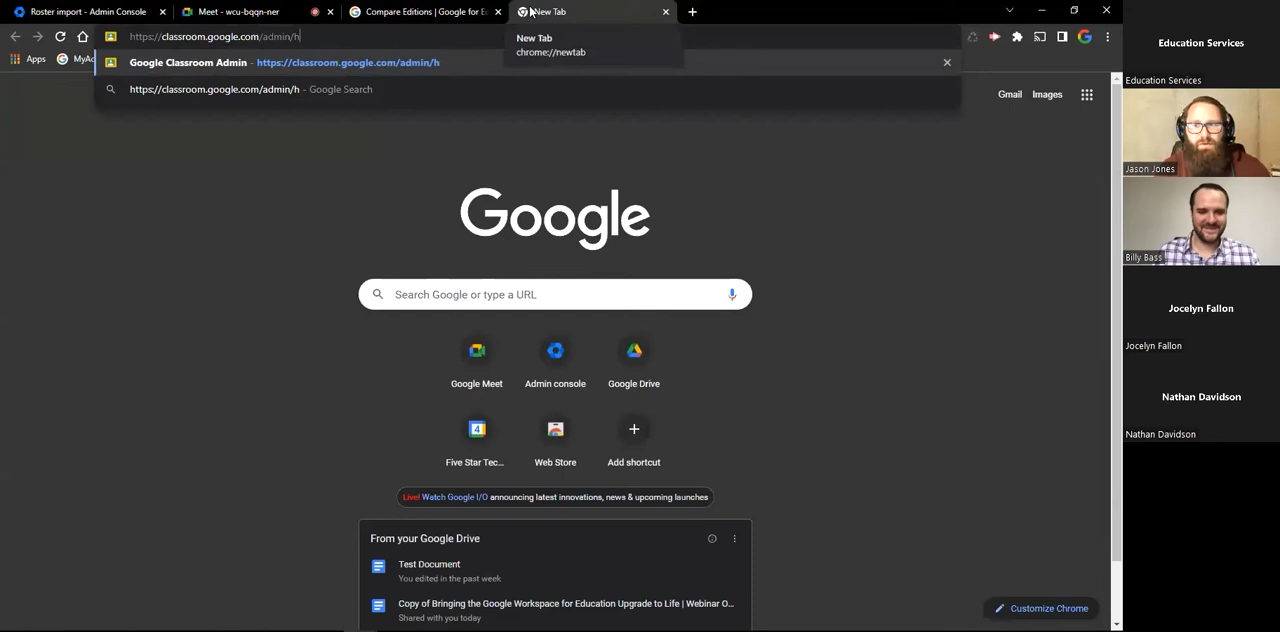 Roster import - Admin Console
Meet - wcu-bqqn-ner
Compare Editions | Google for E
New Tab
https://classroom.google.com/admin/h
New Tab
chrome://newtab
Apps
MyAc
Google Classroom Admin - https://classroom.google.com/admin/h
https://classroom.google.com/admin/h - Google Search
Gmail Images
Google
Search Google or type a URL
Google Meet Admin console Google Drive
4
Five Star Tec... Web Store Add shortcut
Live! Watch Google I/O announcing latest innovations, news & upcoming launches
From your Google Drive
Test Document
You edited in the past week
Copy of Bringing the Google Workspace for Education Upgrade to Life | Webinar O...
Shared with you today
Customize Chrome
Education Services
Education Services
Jason Jones
Billy Bass
Jocelyn Fallon
Jocelyn Fallon
Nathan Davidson
Nathan Davidson